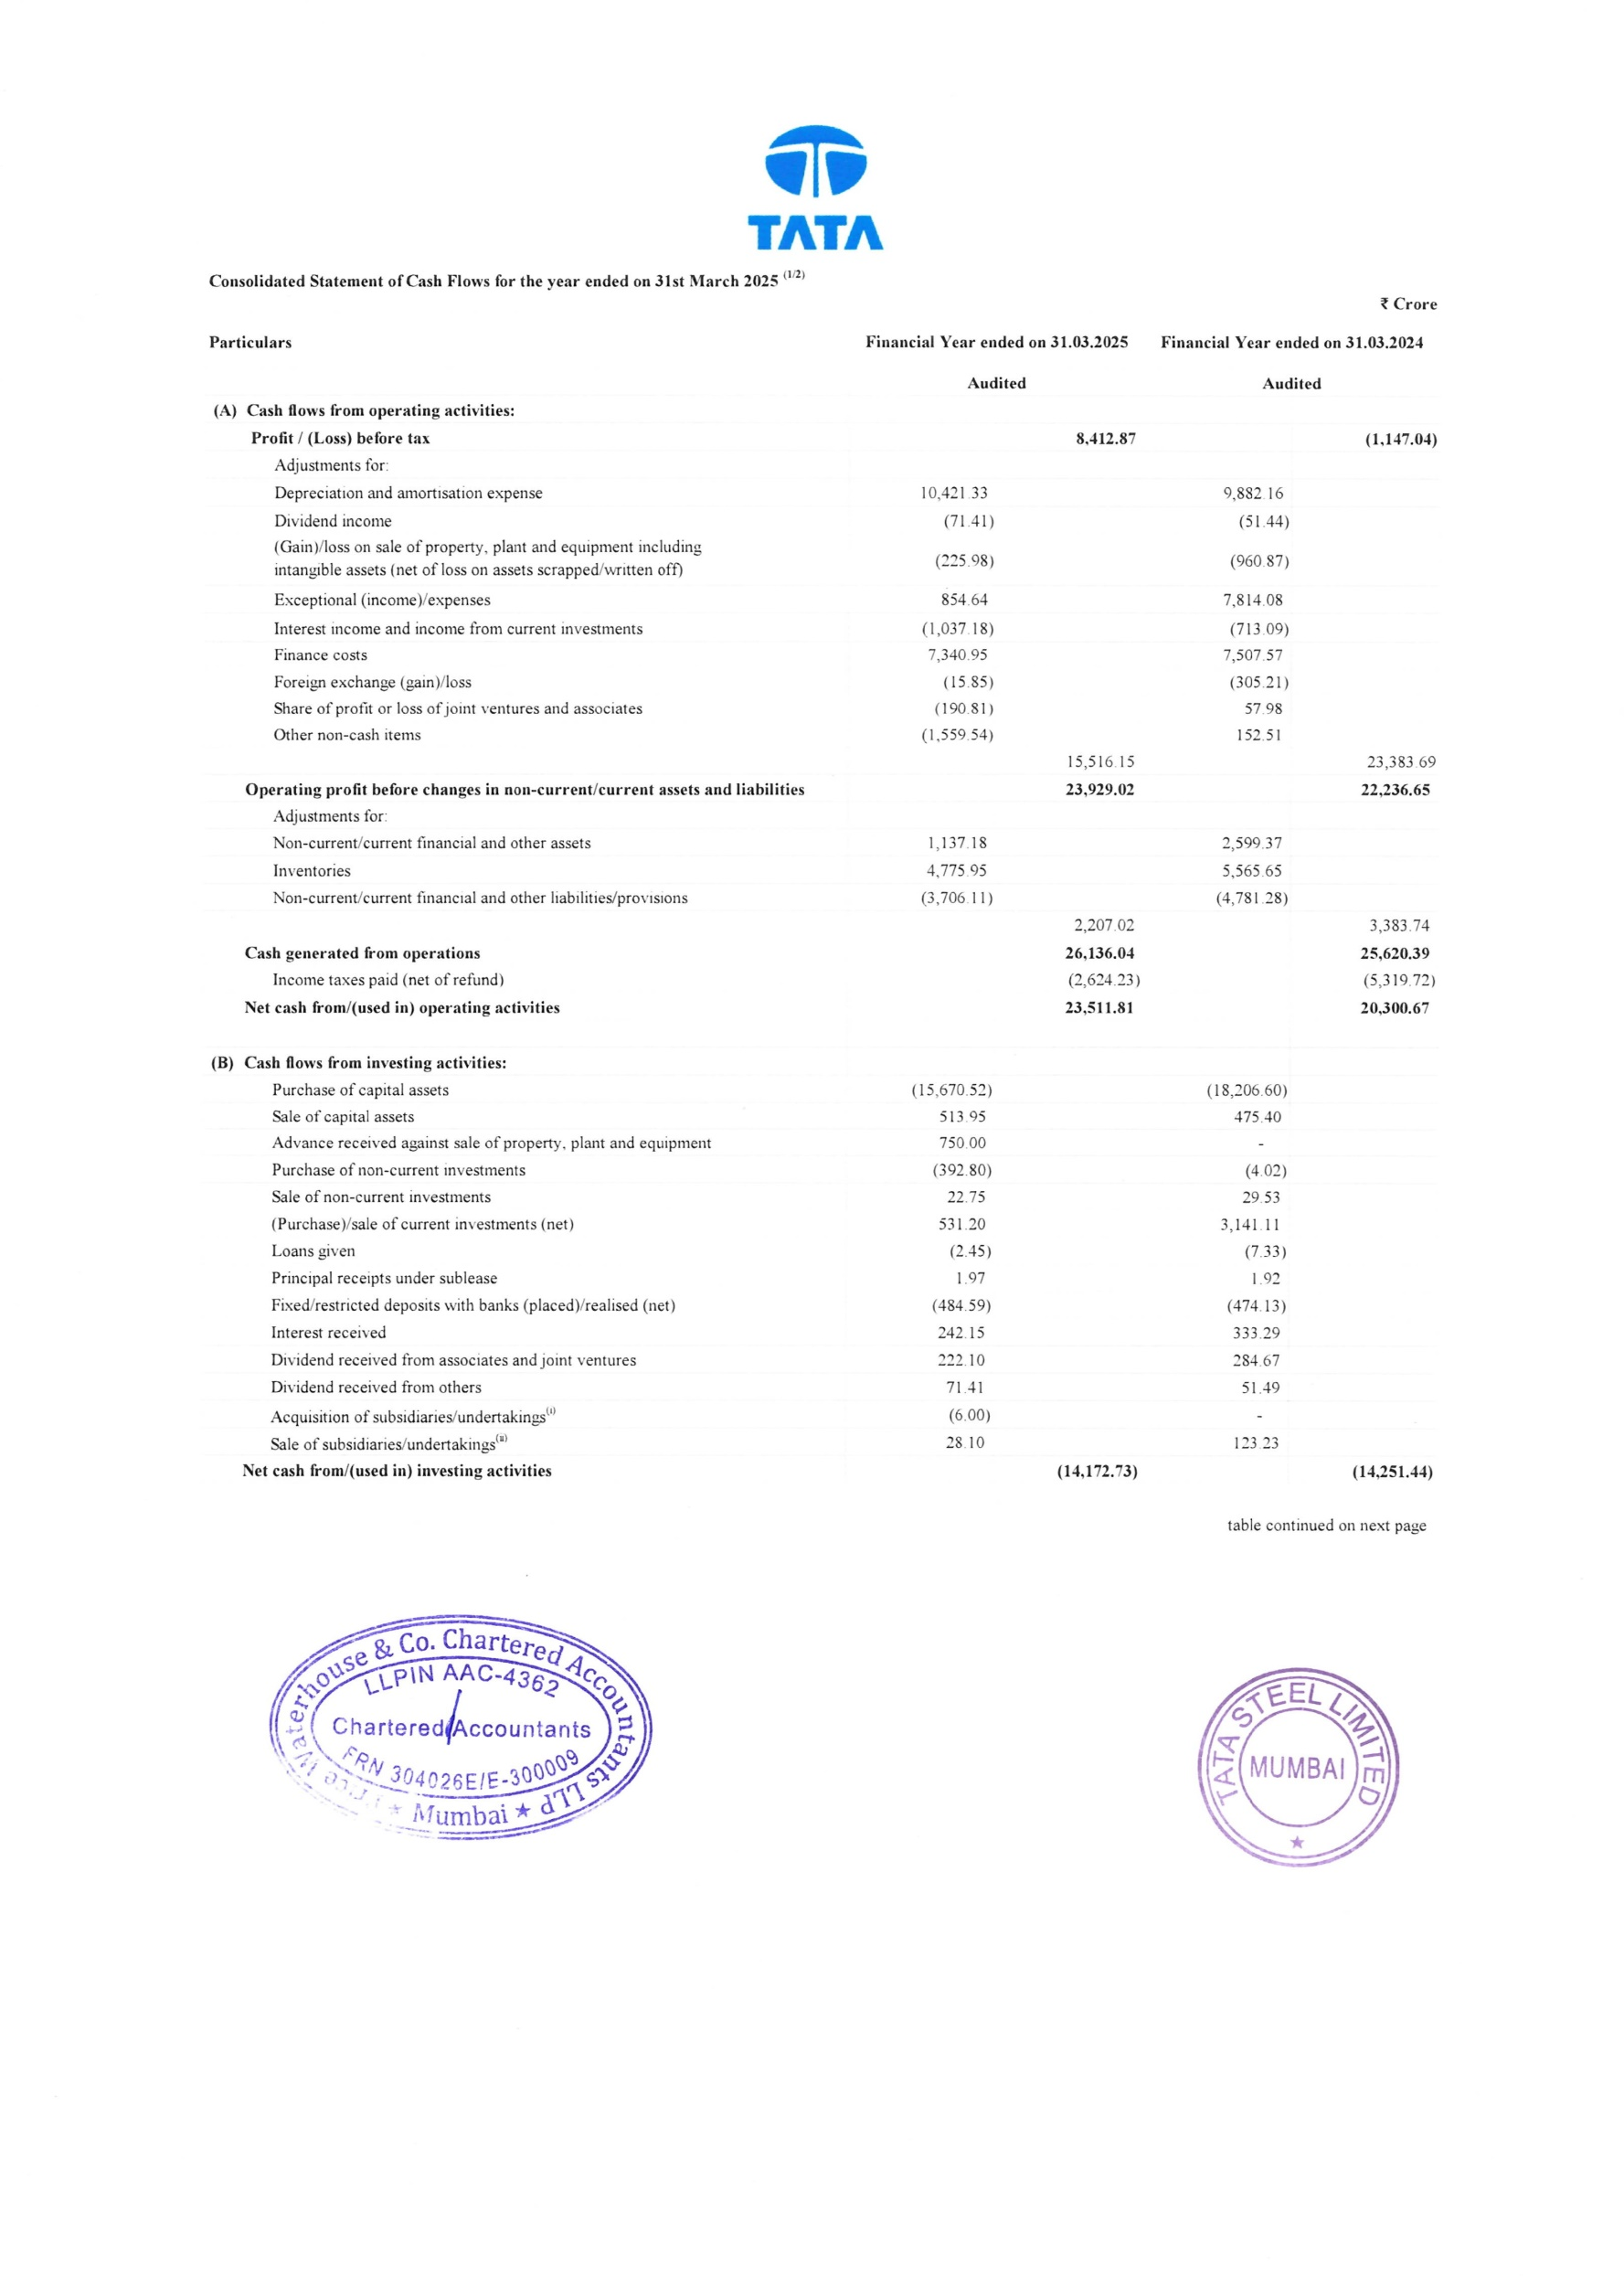 TATA
Consolidated Statement of Cash Flows for the year ended on 31st March 2025 (1/2)
₹ Crore
Particulars Financial Year ended on 31.03.2025 Financial Year ended on 31.03.2024
Audited Audited
(A) Cash flows from operating activities:
Profit / (Loss) before tax 8,412.87 (1,147.04)
Adjustments for:
Depreciation and amortisation expense 10,421.33 9,882.16
Dividend income (71.41) (51.44)
(Gain)/loss on sale of property, plant and equipment including
intangible assets (net of loss on assets scrapped/written off) (225.98) (960.87)
Exceptional (income)/expenses 854.64 7,814.08
Interest income and income from current investments (1,037.18) (713.09)
Finance costs 7,340.95 7,507.57
Foreign exchange (gain)/loss (15.85) (305.21)
Share of profit or loss of joint ventures and associates (190.81) 57.98
Other non-cash items (1,559.54) 152.51
15,516.15 23,383.69
Operating profit before changes in non-current/current assets and liabilities 23,929.02 22,236.65
Adjustments for:
Non-current/current financial and other assets 1,137.18 2,599.37
Inventories 4,775.95 5,565.65
Non-current/current financial and other liabilities/provisions (3,706.11) (4,781.28)
2,207.02 3,383.74
Cash generated from operations 26,136.04 25,620.39
Income taxes paid (net of refund) (2,624.23) (5,319.72)
Net cash from/(used in) operating activities 23,511.81 20,300.67
(B) Cash flows from investing activities:
Purchase of capital assets (15,670.52) (18,206.60)
Sale of capital assets 513.95 475.40
Advance received against sale of property, plant and equipment 750.00 -
Purchase of non-current investments (392.80) (4.02)
Sale of non-current investments 22.75 29.53
(Purchase)/sale of current investments (net) 531.20 3,141.11
Loans given (2.45) (7.33)
Principal receipts under sublease 1.97 1.92
Fixed/restricted deposits with banks (placed)/realised (net) (484.59) (474.13)
Interest received 242.15 333.29
Dividend received from associates and joint ventures 222.10 284.67
Dividend received from others 71.41 51.49
Acquisition of subsidiaries/undertakings(i) (6.00) -
Sale of subsidiaries/undertakings(ii) 28.10 123.23
Net cash from/(used in) investing activities (14,172.73) (14,251.44)
table continued on next page
Price Waterhouse & Co. Chartered Accountants LLP
LLPIN AAC-4362
Chartered Accountants
FRN 304026E/E-300009
★ Mumbai ★
TATA STEEL LIMITED
MUMBAI
★